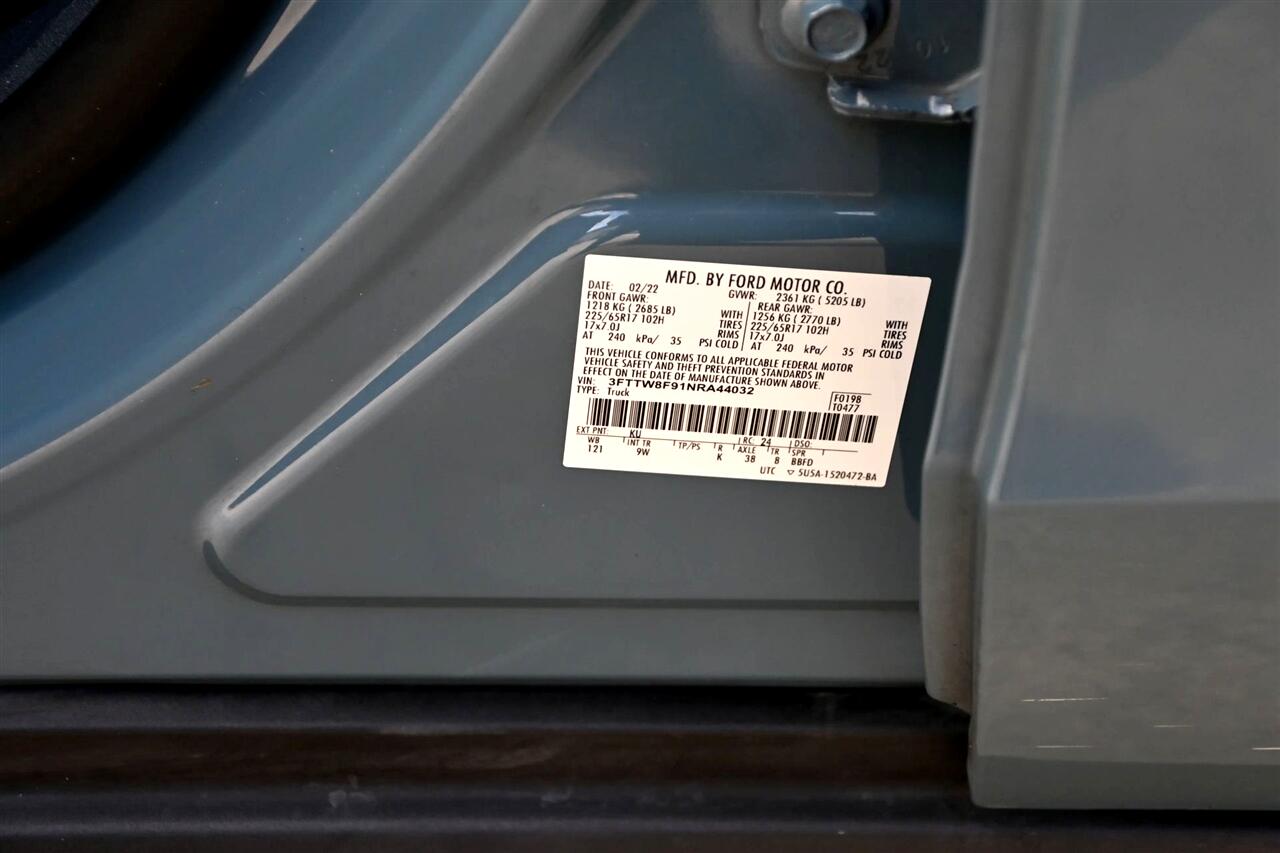 MFD. BY FORD MOTOR CO.
DATE: 02/22 GVWR: 2361 KG ( 5205 LB)
FRONT GAWR: REAR GAWR:
1218 KG ( 2685 LB) WITH 1256 KG ( 2770 LB) WITH
225/65R17 102H TIRES 225/65R17 102H TIRES
17x7.0J RIMS 17x7.0J RIMS
AT 240 kPa/ 35 PSI COLD AT 240 kPa/ 35 PSI COLD
THIS VEHICLE CONFORMS TO ALL APPLICABLE FEDERAL MOTOR
VEHICLE SAFETY AND THEFT PREVENTION STANDARDS IN
EFFECT ON THE DATE OF MANUFACTURE SHOWN ABOVE.
VIN: 3FTTW8F91NRA44032
TYPE: Truck F0198
T0477
EXT PNT: KU RC: 24 DSO:
WB INT TR TP/PS R AXLE TR SPR
121 9W K 3B 8 BBFD
UTC ▽ 5U5A-1520472-BA